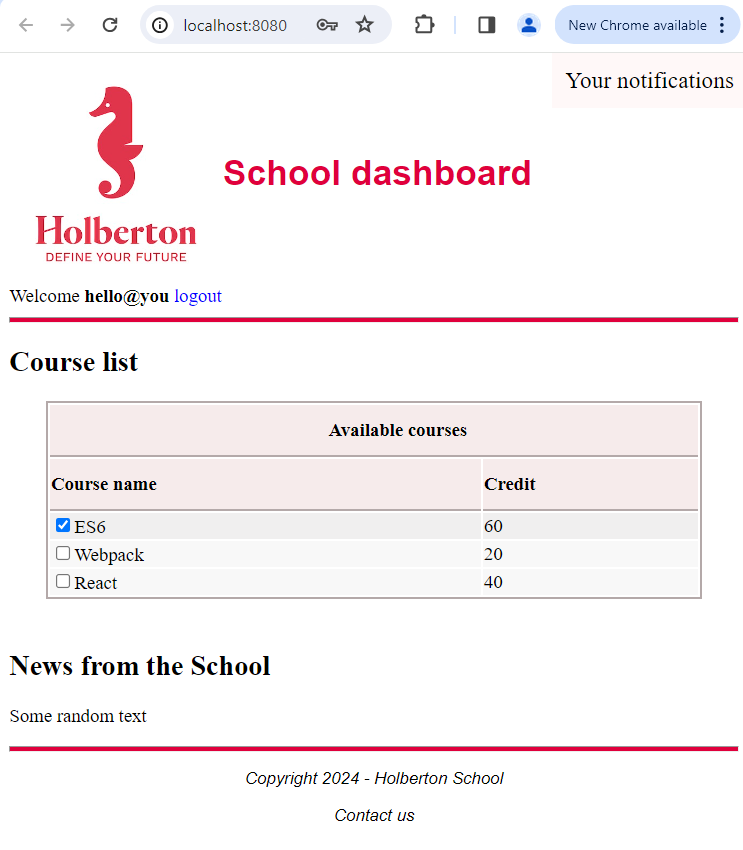 localhost:8080
New Chrome available
Your notifications
School dashboard
Holberton
DEFINE YOUR FUTURE
Welcome hello@you logout
Course list
Available courses
Course name Credit
ES6 60
Webpack 20
React 40
News from the School
Some random text
Copyright 2024 - Holberton School
Contact us